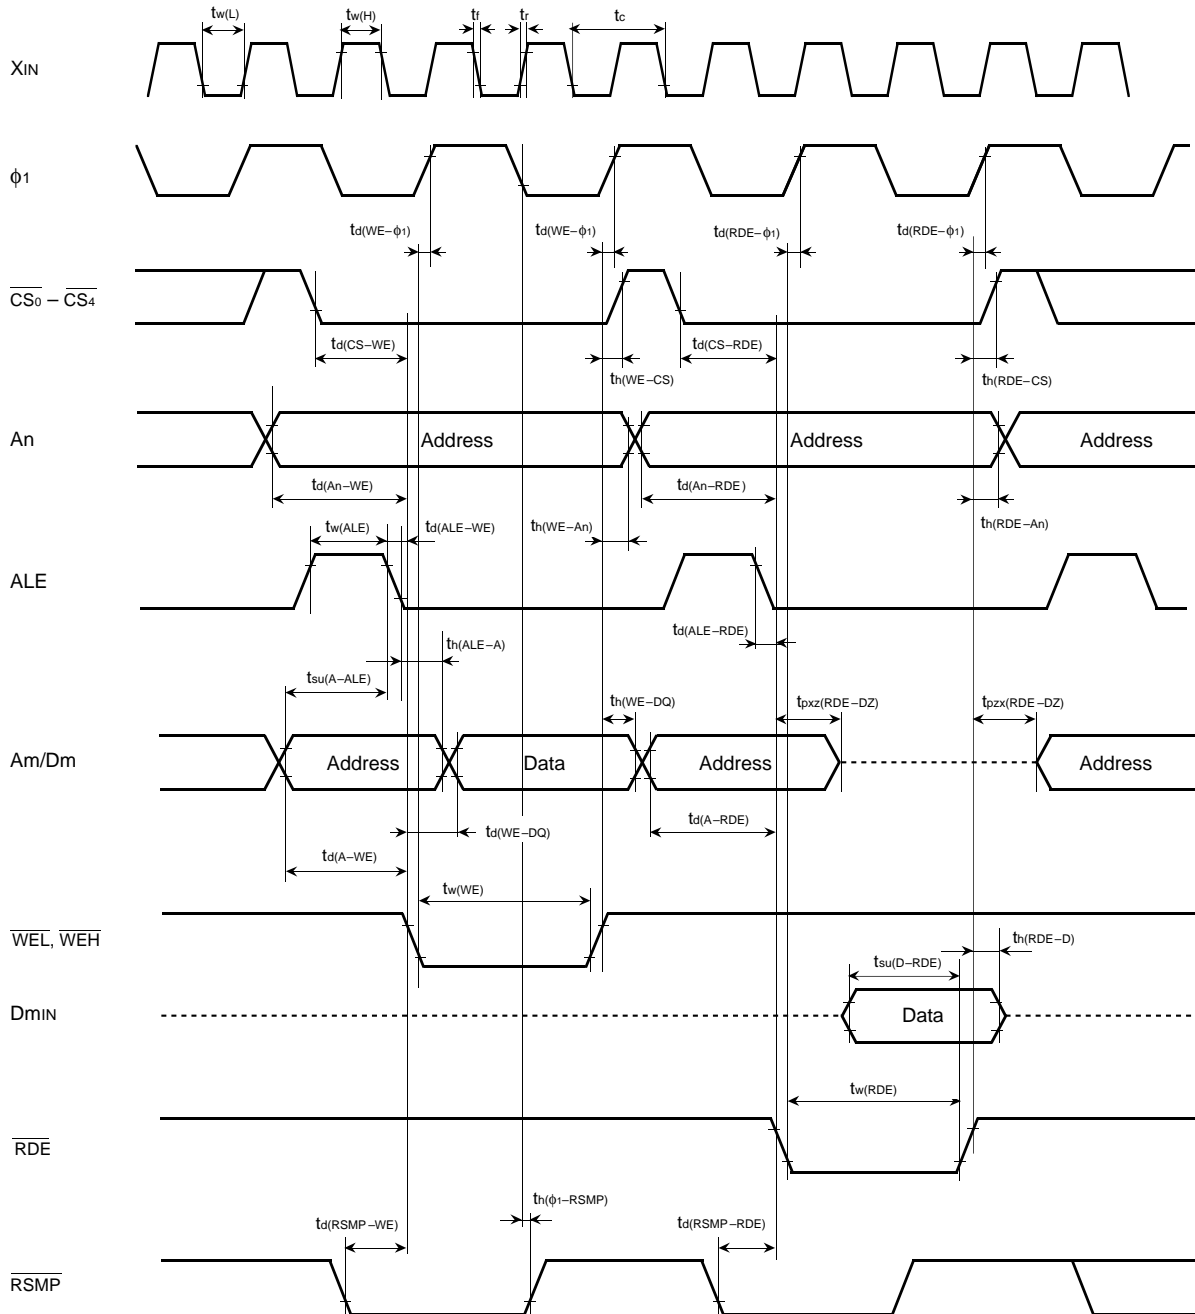 tw(L) tw(H) tf tr tc
XIN
ϕ1
td(WE–ϕ1) td(WE–ϕ1) td(RDE–ϕ1) td(RDE–ϕ1)
CS0 – CS4
td(CS–WE) td(CS–RDE)
th(WE–CS) th(RDE–CS)
An Address Address Address
td(An–WE) td(An–RDE)
tw(ALE) td(ALE–WE) th(WE–An) th(RDE–An)
ALE
td(ALE–RDE)
th(ALE–A)
tsu(A–ALE) th(WE–DQ) tpxz(RDE–DZ) tpzx(RDE–DZ)
Am/Dm Address Data Address Address
td(WE–DQ) td(A–RDE)
td(A–WE)
tw(WE)
WEL, WEH
th(RDE–D)
tsu(D–RDE)
DmIN Data
tw(RDE)
RDE
th(ϕ1–RSMP)
td(RSMP–WE) td(RSMP–RDE)
RSMP